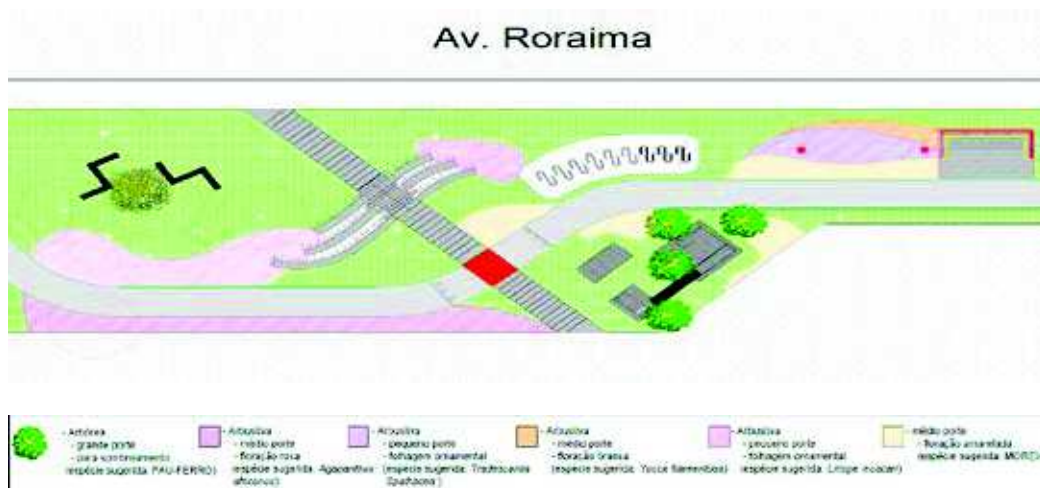 Av. Roraima
- Arbórea
- grande porte
- para sombreamento
(espécie sugerida: PAU-FERRO)
- Arbustiva
- médio porte
- floração roxa
(espécie sugerida: Agapanthus
africanus)
- Arbustiva
- pequeno porte
- folhagem ornamental
(espécie sugerida:
- Arbustiva
- médio porte
- floração branca
(espécie sugerida: Yucca filamentosa)
- Arbustiva
- pequeno porte
- folhagem ornamental
espécie sugerida: Liriope muscari)
- médio porte
- floração amarelada
espécie sugerida: